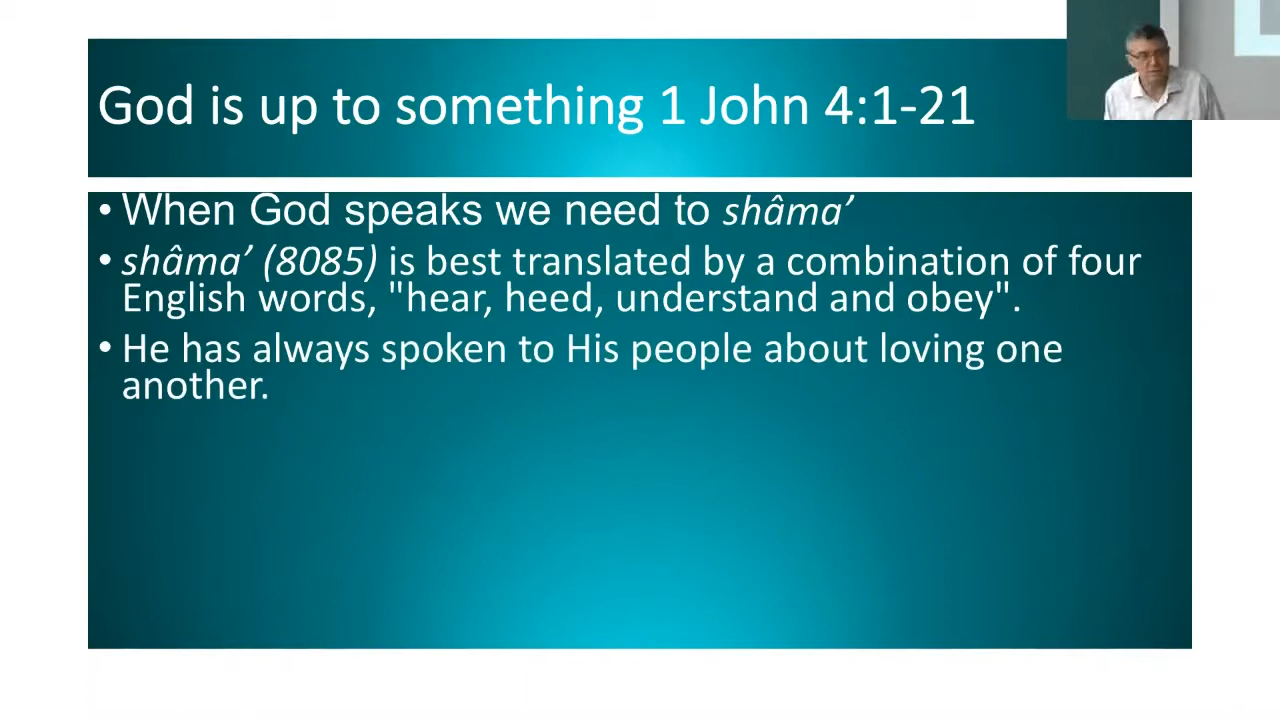 God is up to something 1 John 4:1-21
• When God speaks we need to shâma’
• shâma’ (8085) is best translated by a combination of four
English words, "hear, heed, understand and obey".
• He has always spoken to His people about loving one
another.